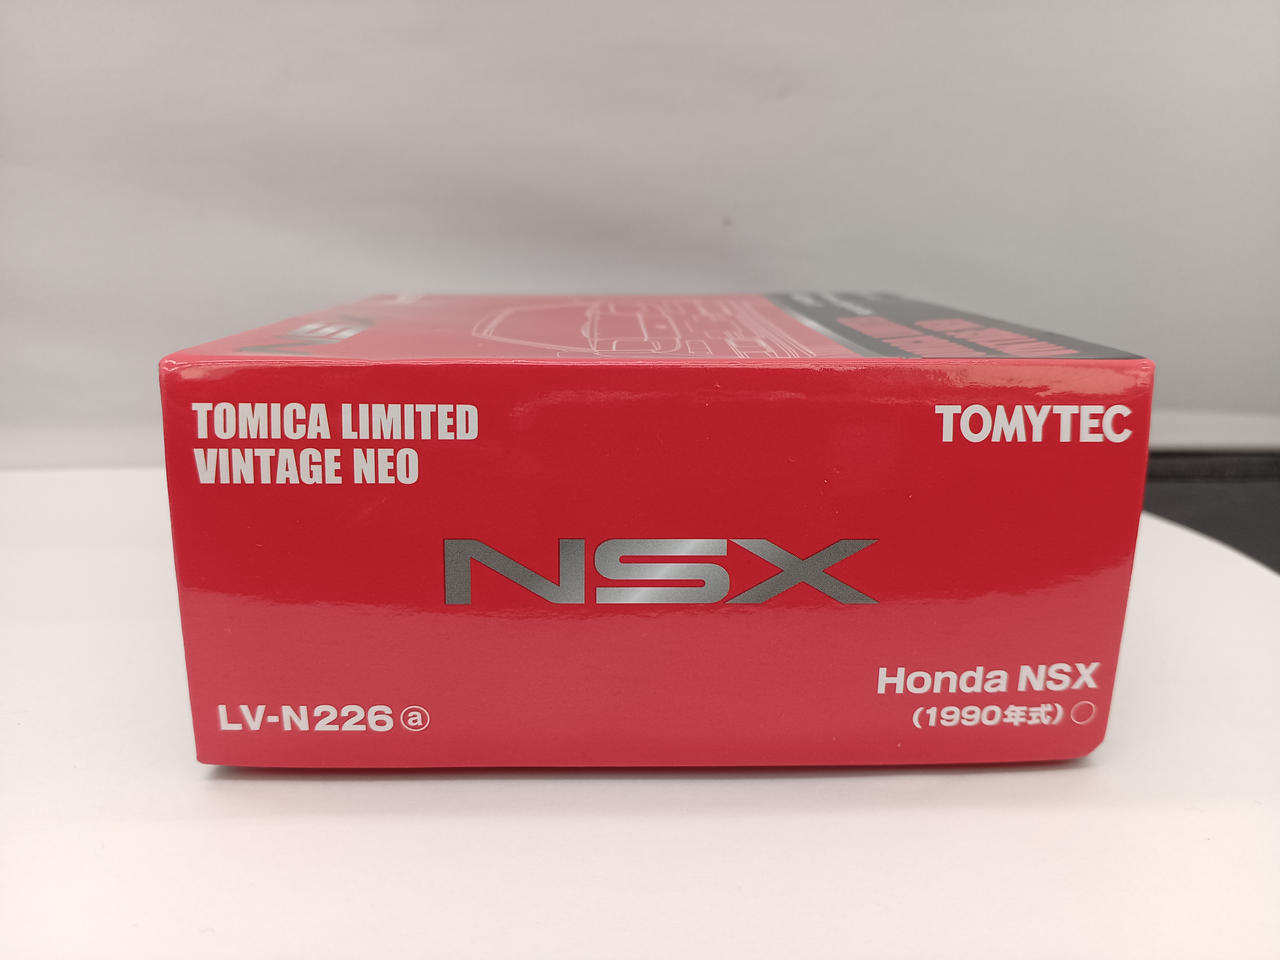 TOMICA LIMITED
VINTAGE NEO
TOMYTEC
NSX
LV-N226ⓐ
Honda NSX
(1990年式)